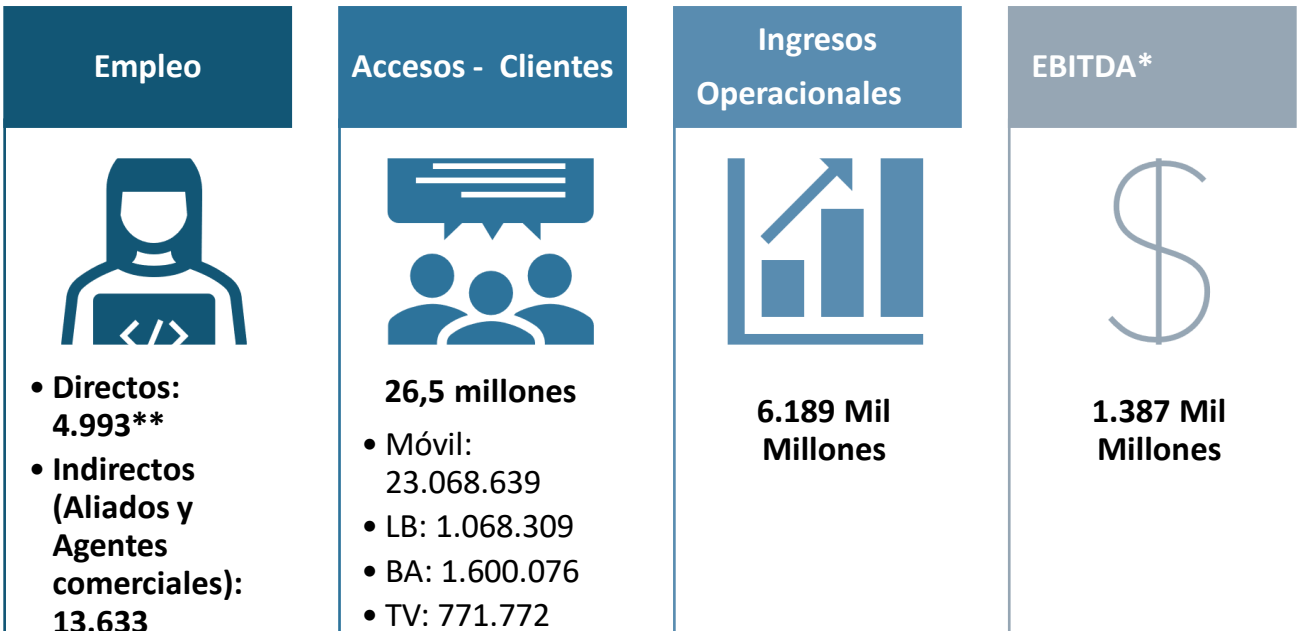 Empleo
• Directos:
4.993**
• Indirectos
(Aliados y
Agentes
comerciales):
13.633
Accesos - Clientes
26,5 millones
• Móvil:
23.068.639
• LB: 1.068.309
• BA: 1.600.076
• TV: 771.772
Ingresos
Operacionales
6.189 Mil
Millones
EBITDA*
1.387 Mil
Millones